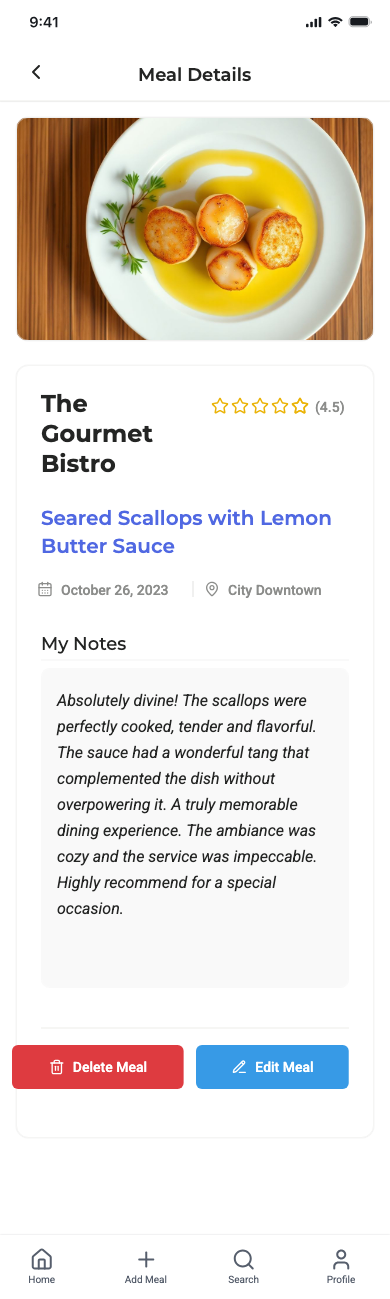 9:41
Meal Details
The
Gourmet
Bistro
(4.5)
Seared Scallops with Lemon
Butter Sauce
October 26, 2023
City Downtown
My Notes
Absolutely divine! The scallops were
perfectly cooked, tender and flavorful.
The sauce had a wonderful tang that
complemented the dish without
overpowering it. A truly memorable
dining experience. The ambiance was
cozy and the service was impeccable.
Highly recommend for a special
occasion.
Delete Meal
Edit Meal
Home
Add Meal
Search
Profile